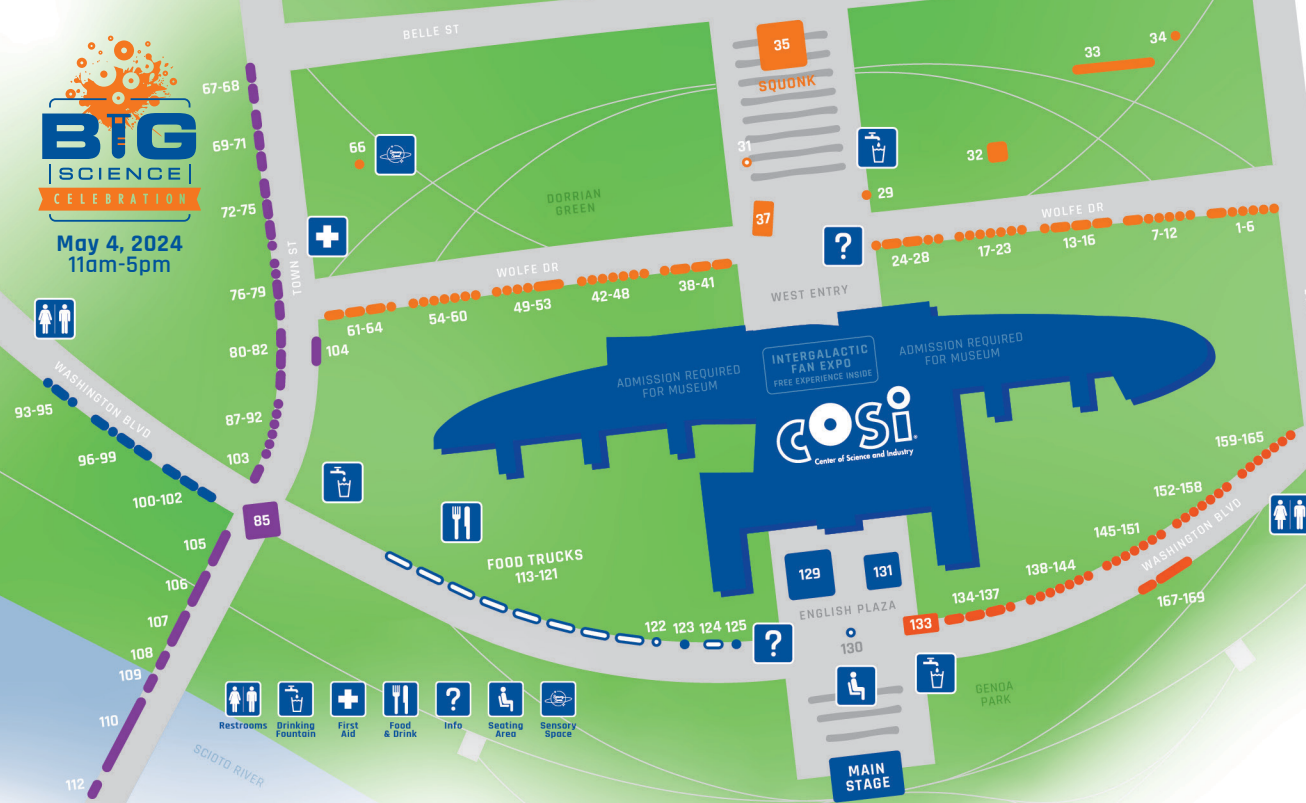 BIG
SCIENCE
CELEBRATION
May 4, 2024
11am-5pm
BELLE ST
35
SQUONK
31
37
29
32
33
34
66
DORRIAN
GREEN
67-68
69-71
72-75
76-79
80-82
87-92
103
TOWN ST
104
WOLFE DR
61-64
54-60
49-53
42-48
38-41
WEST ENTRY
WOLFE DR
24-28
17-23
13-16
7-12
1-6
ADMISSION REQUIRED
FOR MUSEUM
INTERGALACTIC
FAN EXPO
FREE EXPERIENCE INSIDE
ADMISSION REQUIRED
FOR MUSEUM
COSI
Center of Science and Industry
WASHINGTON BLVD
93-95
96-99
100-102
85
105
106
107
108
109
110
112
FOOD TRUCKS
113-121
122
123
124
125
129
131
ENGLISH PLAZA
130
133
134-137
138-144
145-151
152-158
159-165
WASHINGTON BLVD
167-169
GENOA
PARK
MAIN
STAGE
SCIOTO RIVER
Restrooms
Drinking
Fountain
First
Aid
Food
& Drink
Info
Seating
Area
Sensory
Space